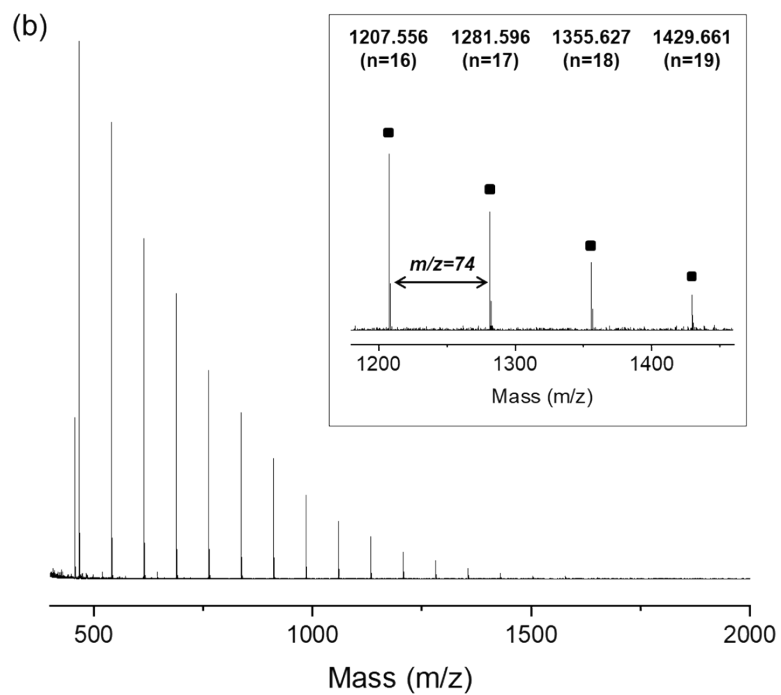 (b)
1207.556 1281.596 1355.627 1429.661
(n=16) (n=17) (n=18) (n=19)
m/z=74
1200 1300 1400
Mass (m/z)
500 1000 1500 2000
Mass (m/z)